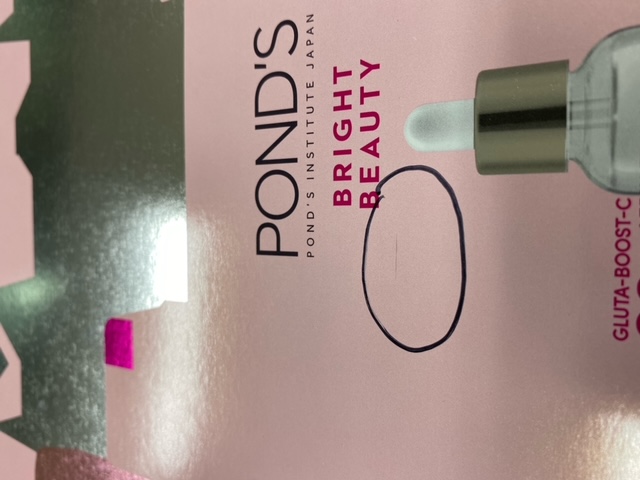 POND'S
POND'S INSTITUTE JAPAN
BRIGHT
BEAUTY
GLUTA-BOOST-C